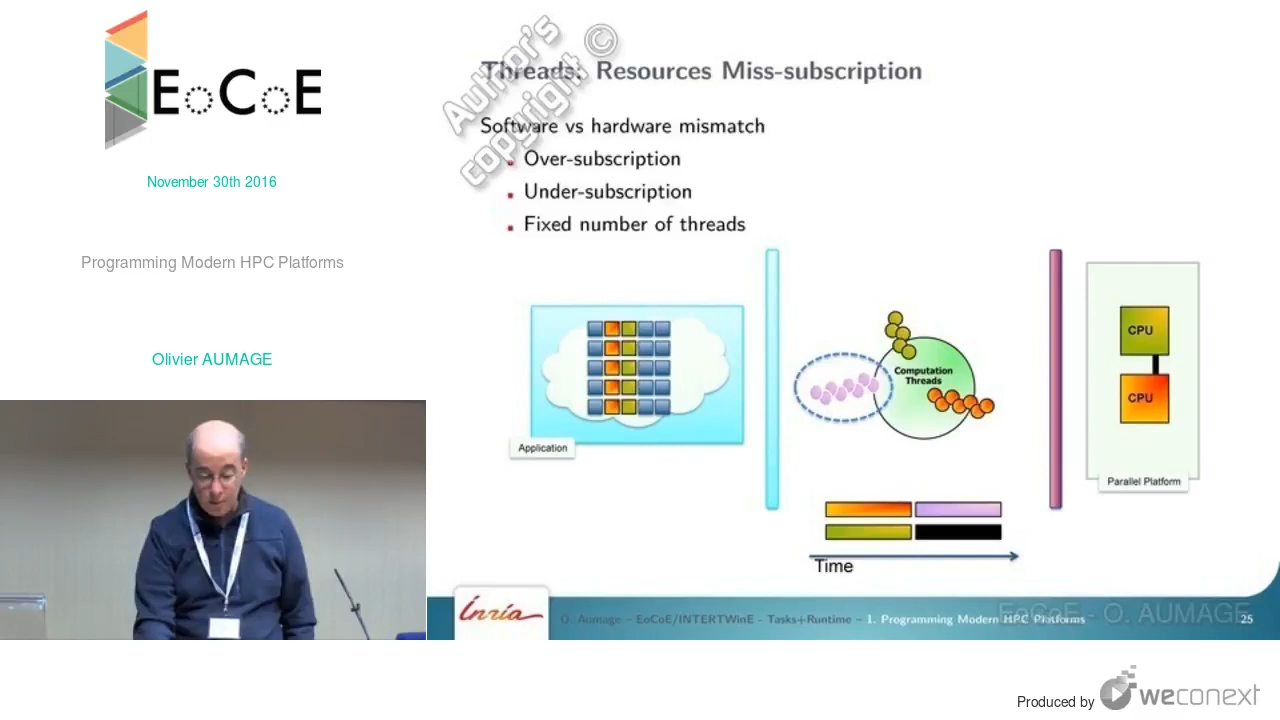 EoCoE
November 30th 2016
Programming Modern HPC Platforms
Olivier AUMAGE
Author's
copyright ©
Threads: Resources Miss-subscription
Software vs hardware mismatch
Over-subscription
Under-subscription
Fixed number of threads
Application
Computation
Threads
CPU
CPU
Parallel Platform
Time
Inria
O. Aumage – EoCoE/INTERTWinE - Tasks+Runtime – 1. Programming Modern HPC Platforms
EoCoE - O. AUMAGE
25
Produced by weconext